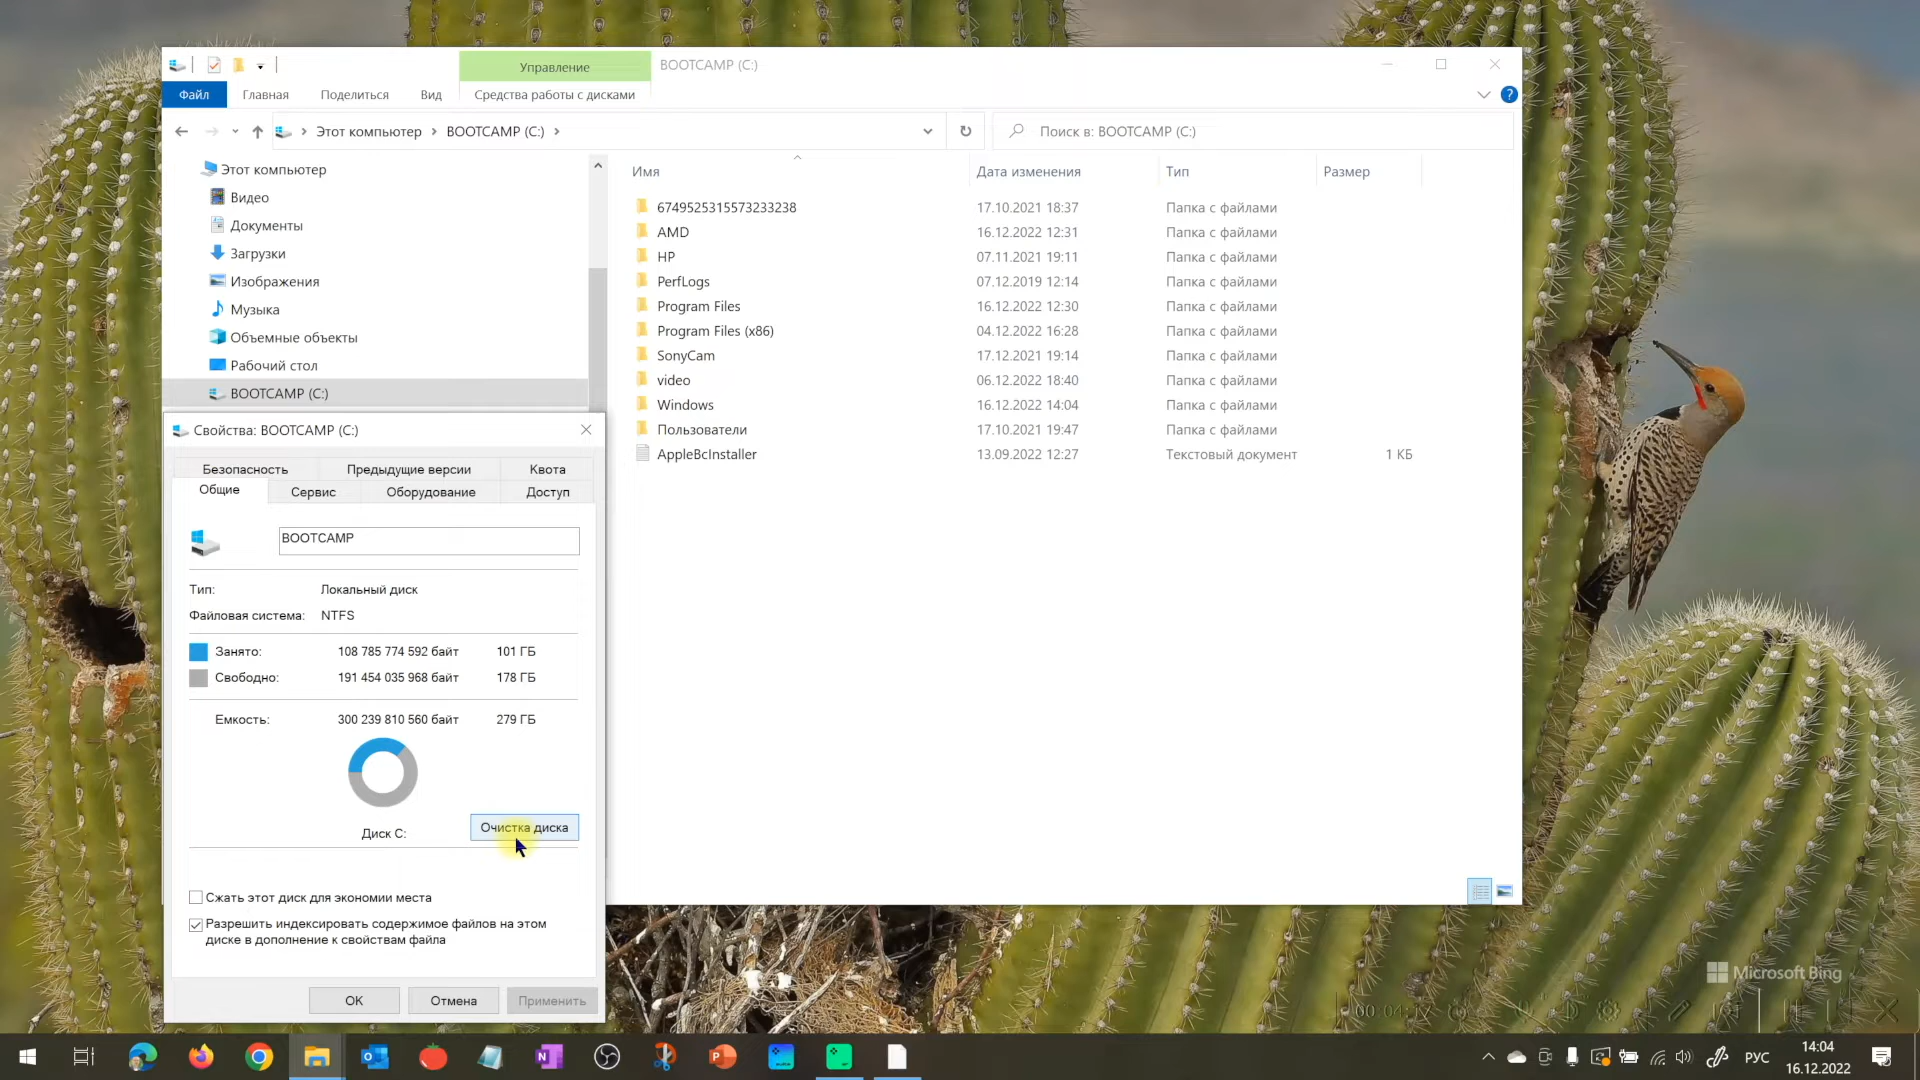 Управление
BOOTCAMP (C:)
Файл
Главная
Поделиться
Вид
Средства работы с дисками
Этот компьютер
BOOTCAMP (C:)
Поиск в: BOOTCAMP (C:)
Этот компьютер
Видео
Документы
Загрузки
Изображения
Музыка
Объемные объекты
Рабочий стол
BOOTCAMP (C:)
Имя Дата изменения Тип Размер
6749525315573233238 17.10.2021 18:37 Папка с файлами
AMD 16.12.2022 12:31 Папка с файлами
HP 07.11.2021 19:11 Папка с файлами
PerfLogs 07.12.2019 12:14 Папка с файлами
Program Files 16.12.2022 12:30 Папка с файлами
Program Files (x86) 04.12.2022 16:28 Папка с файлами
SonyCam 17.12.2021 19:14 Папка с файлами
video 06.12.2022 18:40 Папка с файлами
Windows 16.12.2022 14:04 Папка с файлами
Пользователи 17.10.2021 19:47 Папка с файлами
AppleBcInstaller 13.09.2022 12:27 Текстовый документ 1 КБ
Свойства: BOOTCAMP (C:)
Безопасность Предыдущие версии Квота
Общие Сервис Оборудование Доступ
BOOTCAMP
Тип: Локальный диск
Файловая система: NTFS
Занято: 108 785 774 592 байт 101 ГБ
Свободно: 191 454 035 968 байт 178 ГБ
Емкость: 300 239 810 560 байт 279 ГБ
Диск C:
Очистка диска
Сжать этот диск для экономии места
Разрешить индексировать содержимое файлов на этом
диске в дополнение к свойствам файла
OK Отмена Применить
Microsoft Bing
РУС
14:04
16.12.2022